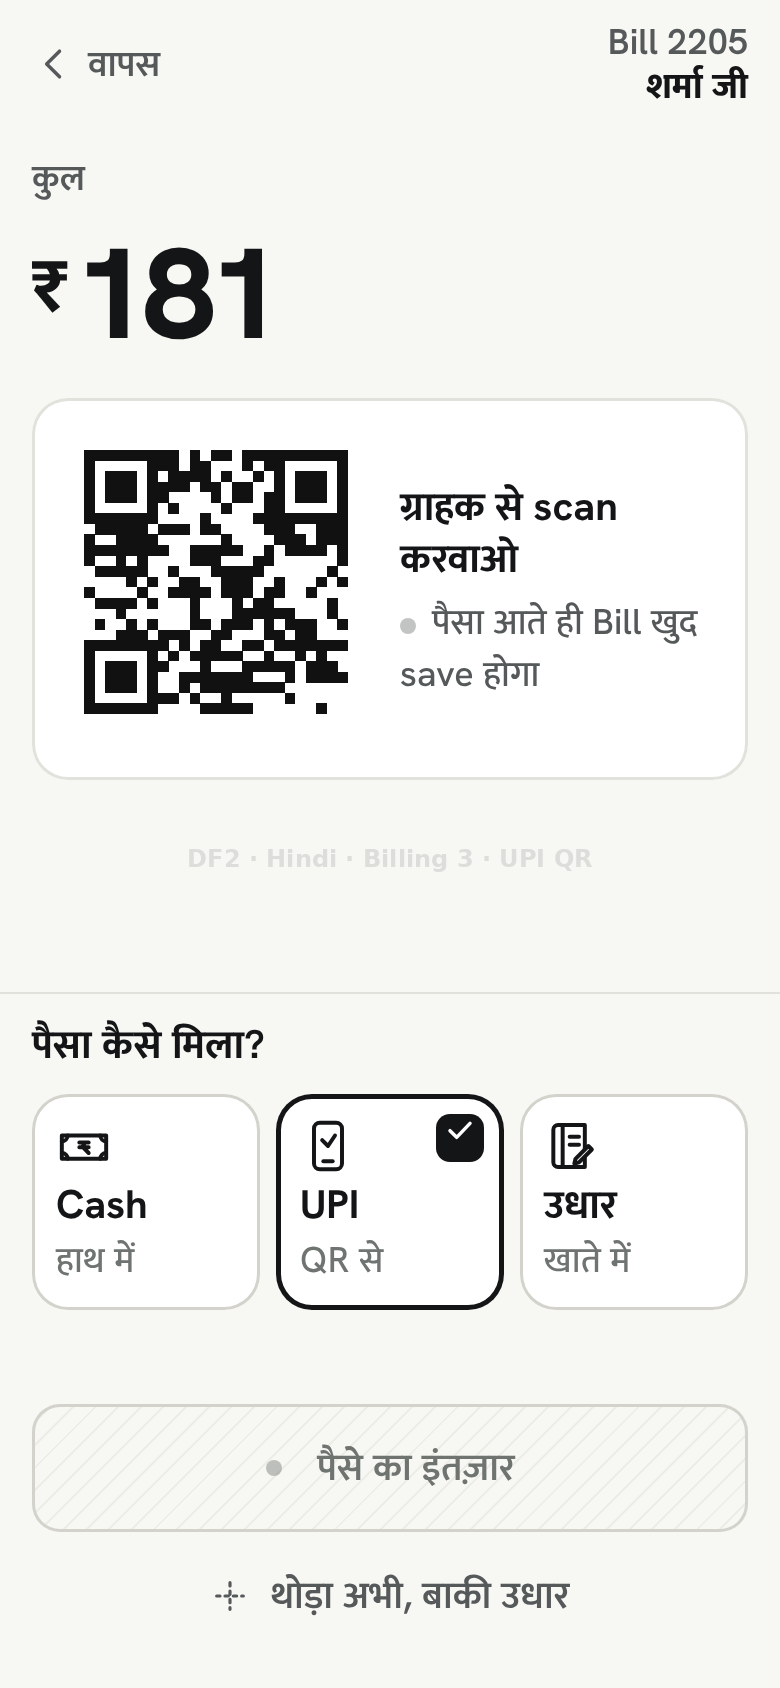 वापस
Bill 2205
शर्मा जी
कुल
₹ 181
ग्राहक से scan
करवाओ
पैसा आते ही Bill खुद
save होगा
DF2 · Hindi · Billing 3 · UPI QR
पैसा कैसे मिला?
Cash
हाथ में
UPI
QR से
उधार
खाते में
पैसे का इंतज़ार
थोड़ा अभी, बाकी उधार